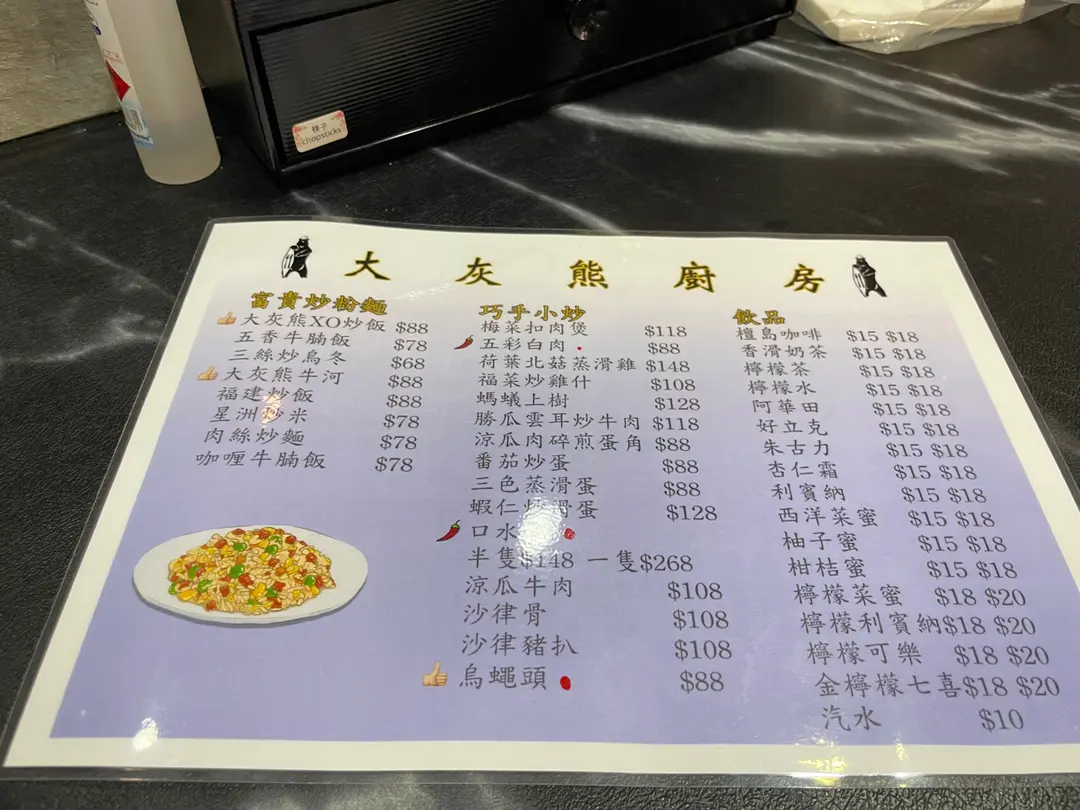 筷子
chopsticks
大灰熊廚房
富貴炒粉麵
大灰熊XO炒飯 $88
五香牛腩飯 $78
三絲炒烏冬 $68
大灰熊牛河 $88
福建炒飯 $88
星洲炒米 $78
肉絲炒麵 $78
咖喱牛腩飯 $78
巧手小炒
梅菜扣肉煲 $118
五彩白肉 $88
荷葉北菇蒸滑雞 $148
福菜炒雞什 $108
螞蟻上樹 $128
勝瓜雲耳炒牛肉 $118
涼瓜肉碎煎蛋角 $88
番茄炒蛋 $88
三色蒸滑蛋 $88
蝦仁炒滑蛋 $128
口水
半隻$148 一隻$268
涼瓜牛肉 $108
沙律骨 $108
沙律豬扒 $108
烏蠅頭 $88
飲品
檀島咖啡 $15 $18
香滑奶茶 $15 $18
檸檬茶 $15 $18
檸檬水 $15 $18
阿華田 $15 $18
好立克 $15 $18
朱古力 $15 $18
杏仁霜 $15 $18
利賓納 $15 $18
西洋菜蜜 $15 $18
柚子蜜 $15 $18
柑桔蜜 $15 $18
檸檬菜蜜 $18 $20
檸檬利賓納$18 $20
檸檬可樂 $18 $20
金檸檬七喜$18 $20
汽水 $10